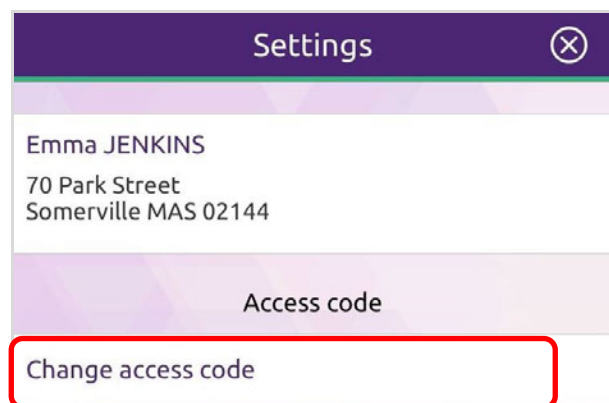 Settings
Emma JENKINS
70 Park Street
Somerville MAS 02144
Access code
Change access code